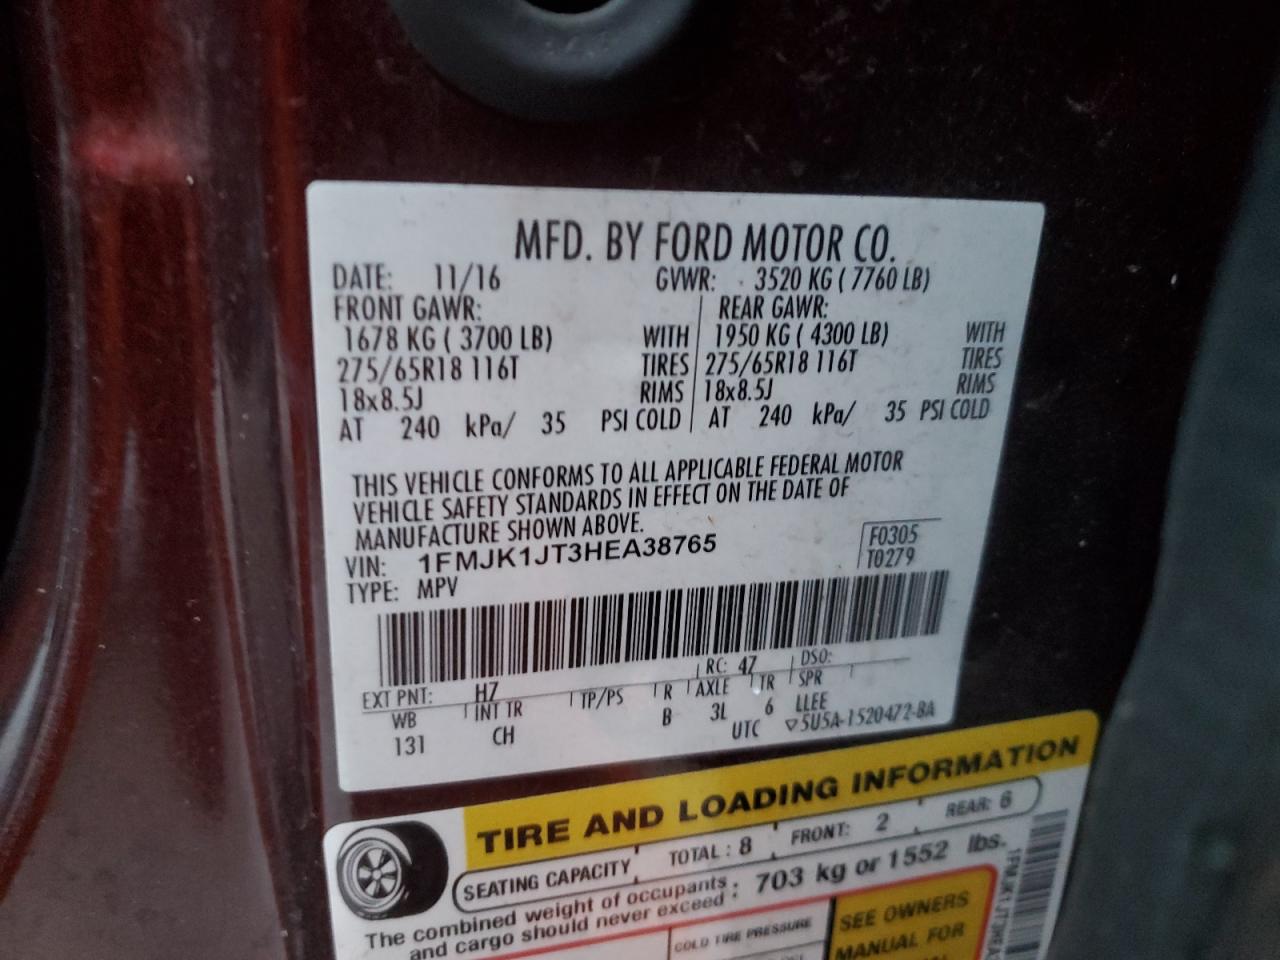 MFD. BY FORD MOTOR CO.
DATE: 11/16 GVWR: 3520 KG ( 7760 LB)
FRONT GAWR: REAR GAWR:
1678 KG ( 3700 LB) WITH 1950 KG ( 4300 LB) WITH
275/65R18 116T TIRES 275/65R18 116T TIRES
18x8.5J RIMS 18x8.5J RIMS
AT 240 kPa/ 35 PSI COLD AT 240 kPa/ 35 PSI COLD
THIS VEHICLE CONFORMS TO ALL APPLICABLE FEDERAL MOTOR
VEHICLE SAFETY STANDARDS IN EFFECT ON THE DATE OF
MANUFACTURE SHOWN ABOVE.
VIN: 1FMJK1JT3HEA38765 F0305
TYPE: MPV T0279
EXT PNT: H7 RC: 47 DSO:
WB INT TR TP/PS R AXLE TR SPR
131 CH B 3L 6 LLEE
UTC ▽5U5A-1520472-BA
TIRE AND LOADING INFORMATION
SEATING CAPACITY TOTAL : 8 FRONT: 2 REAR: 6
The combined weight of occupants : 703 kg or 1552 lbs.
and cargo should never exceed :
COLD TIRE PRESSURE
SEE OWNERS
MANUAL FOR